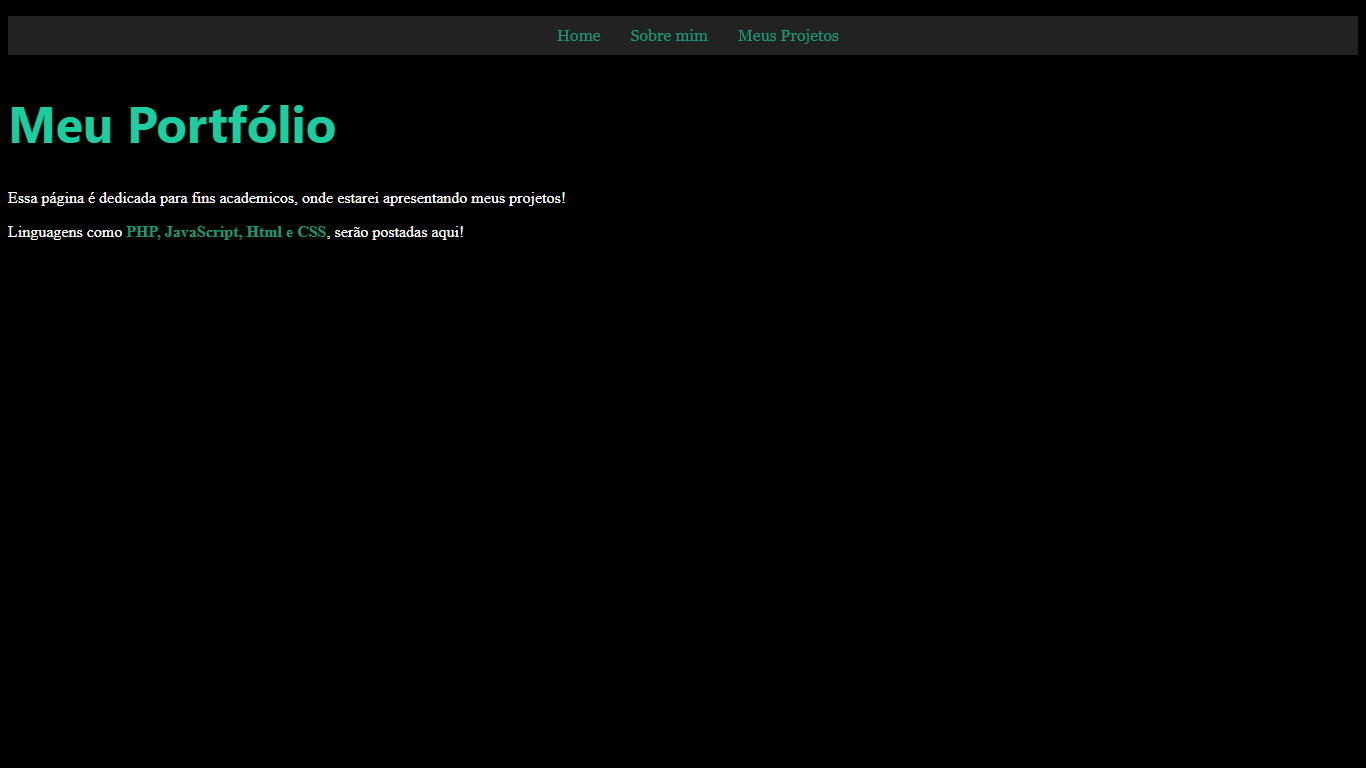 Home Sobre mim Meus Projetos
Meu Portfólio
Essa página é dedicada para fins academicos, onde estarei apresentando meus projetos!
Linguagens como PHP, JavaScript, Html e CSS, serão postadas aqui!